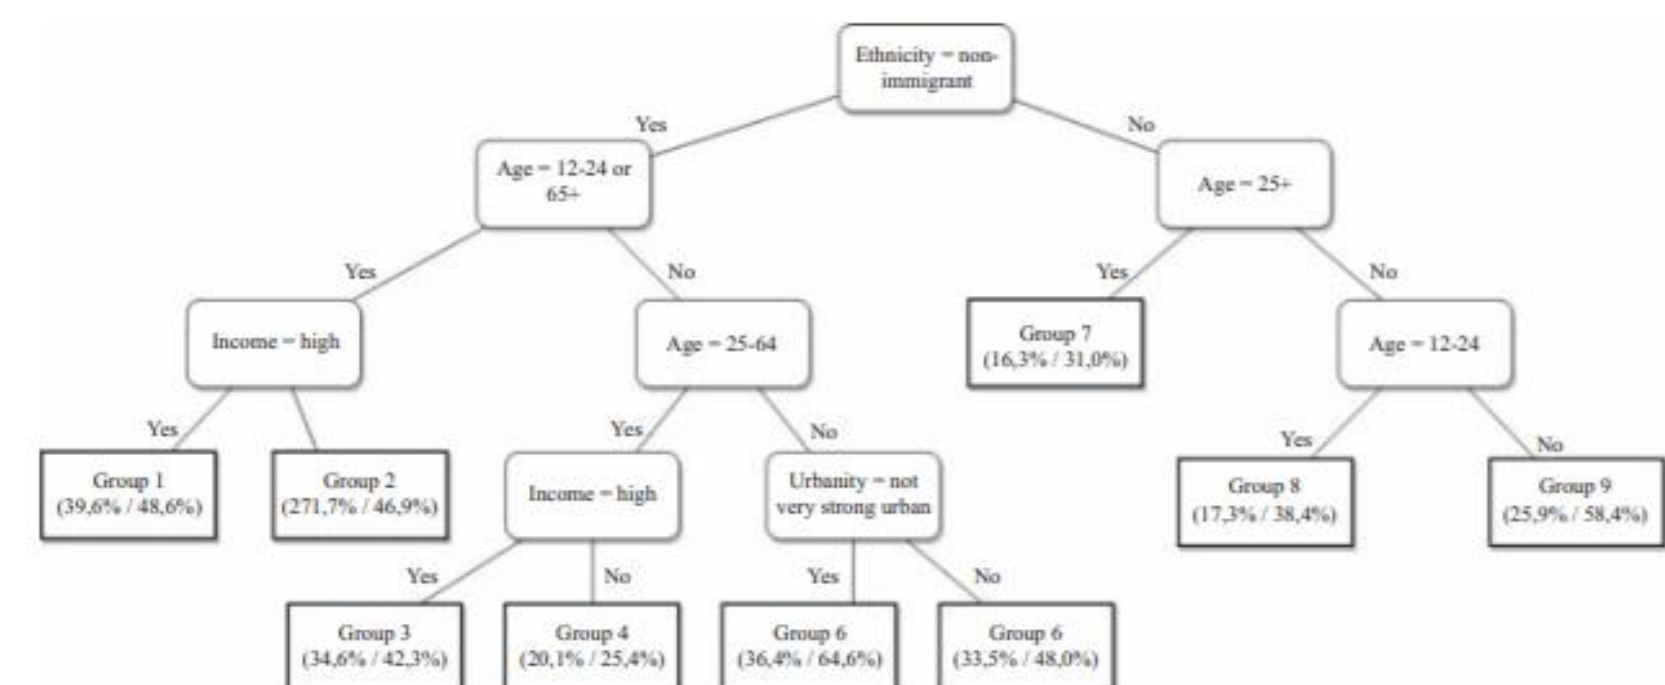 Ethnicity = non-
immigrant
Yes
No
Age = 12-24 or
65+
Age = 25+
Yes
No
Yes
No
Income = high
Age = 25-64
Group 7
(16,3% / 31,0%)
Age = 12-24
Yes
Yes
No
Yes
No
Group 1
(39,6% / 48,6%)
Group 2
(271,7% / 46,9%)
Income = high
Urbanity = not
very strong urban
Group 8
(17,3% / 38,4%)
Group 9
(25,9% / 58,4%)
Yes
No
Yes
No
Group 3
(34,6% / 42,3%)
Group 4
(20,1% / 25,4%)
Group 6
(36,4% / 64,6%)
Group 6
(33,5% / 48,0%)